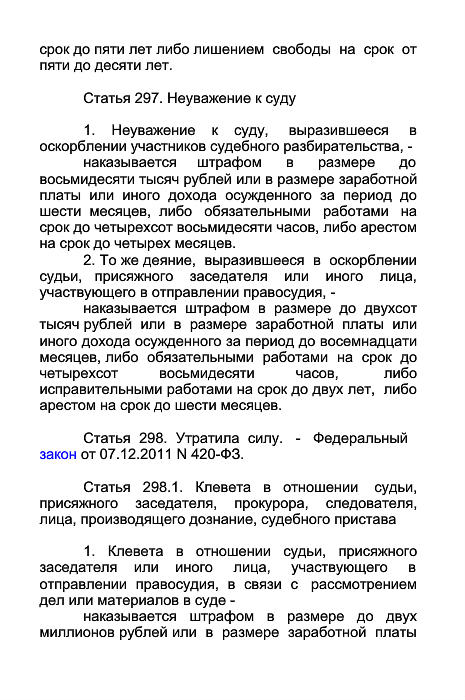 срок до пяти лет либо лишением свободы на срок от
пяти до десяти лет.
Статья 297. Неуважение к суду
1. Неуважение к суду, выразившееся в
оскорблении участников судебного разбирательства, -
наказывается штрафом в размере до
восьмидесяти тысяч рублей или в размере заработной
платы или иного дохода осужденного за период до
шести месяцев, либо обязательными работами на
срок до четырехсот восьмидесяти часов, либо арестом
на срок до четырех месяцев.
2. То же деяние, выразившееся в оскорблении
судьи, присяжного заседателя или иного лица,
участвующего в отправлении правосудия, -
наказывается штрафом в размере до двухсот
тысяч рублей или в размере заработной платы или
иного дохода осужденного за период до восемнадцати
месяцев, либо обязательными работами на срок до
четырехсот восьмидесяти часов, либо
исправительными работами на срок до двух лет, либо
арестом на срок до шести месяцев.
Статья 298. Утратила силу. - Федеральный
закон от 07.12.2011 N 420-ФЗ.
Статья 298.1. Клевета в отношении судьи,
присяжного заседателя, прокурора, следователя,
лица, производящего дознание, судебного пристава
1. Клевета в отношении судьи, присяжного
заседателя или иного лица, участвующего в
отправлении правосудия, в связи с рассмотрением
дел или материалов в суде -
наказывается штрафом в размере до двух
миллионов рублей или в размере заработной платы